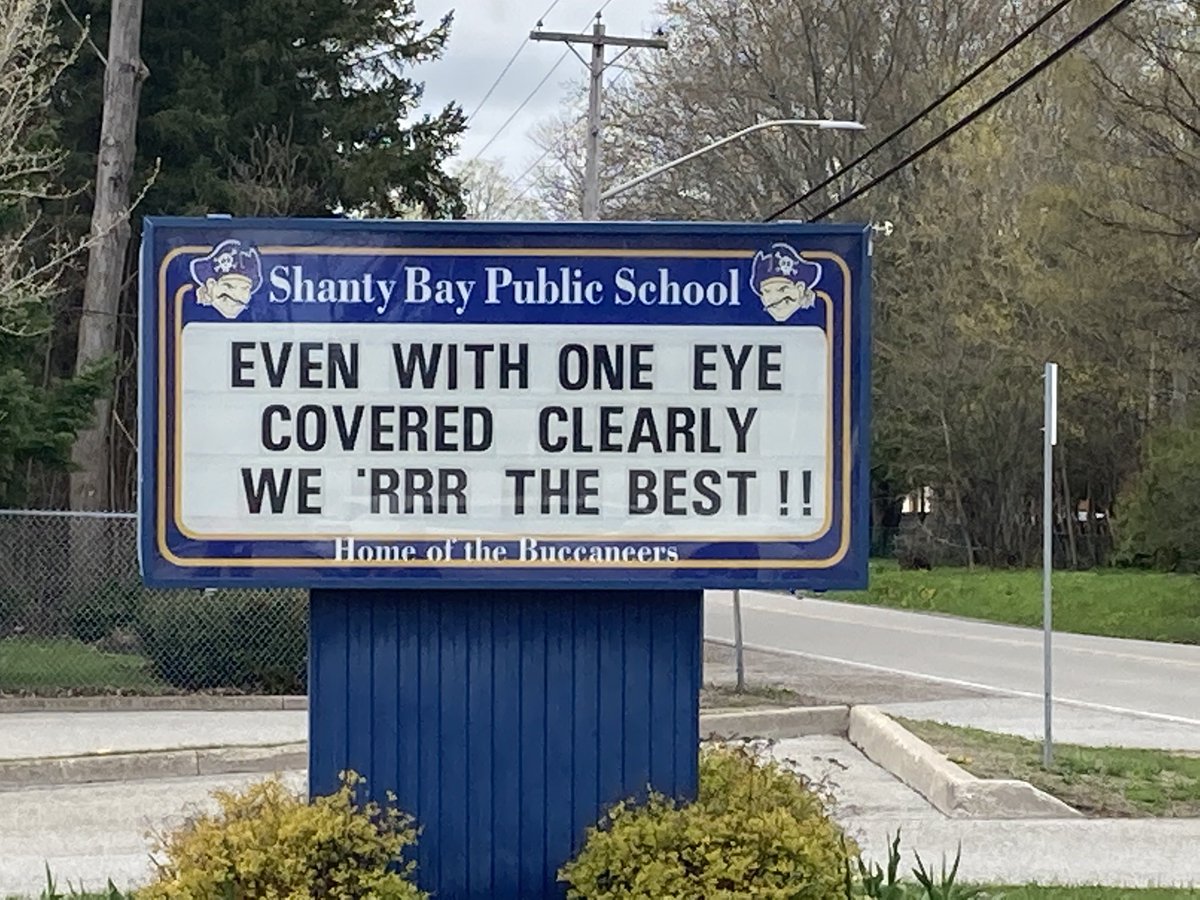 Shanty Bay Public School
EVEN WITH ONE EYE
COVERED CLEARLY
WE 'RRR THE BEST !!
Home of the Buccaneers